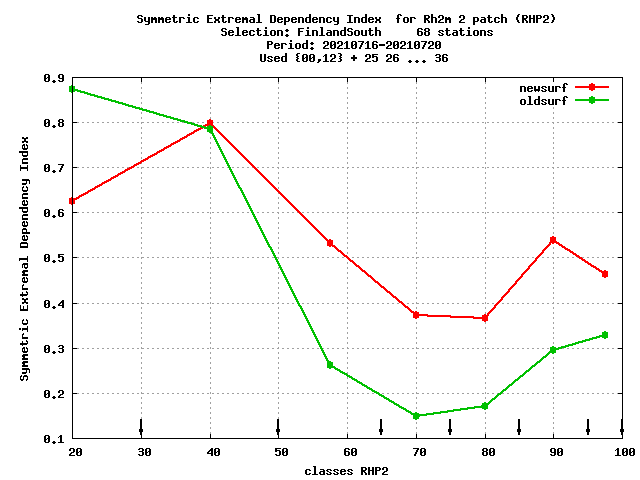 Symmetric Extremal Dependency Index  for Rh2m 2 patch (RHP2)
Selection: FinlandSouth     68 stations
Period: 20210716-20210720
Used {00,12} + 25 26 ... 36
newsurf
oldsurf
Symmetric Extremal Dependency Index
0.9
0.8
0.7
0.6
0.5
0.4
0.3
0.2
0.1
20 30 40 50 60 70 80 90 100
classes RHP2